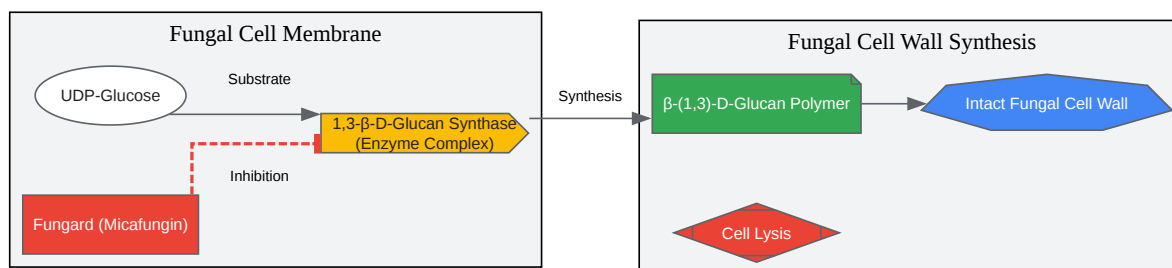 Fungal Cell Membrane
UDP-Glucose
Substrate
1,3-β-D-Glucan Synthase
(Enzyme Complex)
Inhibition
Fungard (Micafungin)
Synthesis
Fungal Cell Wall Synthesis
β-(1,3)-D-Glucan Polymer
Intact Fungal Cell Wall
Cell Lysis